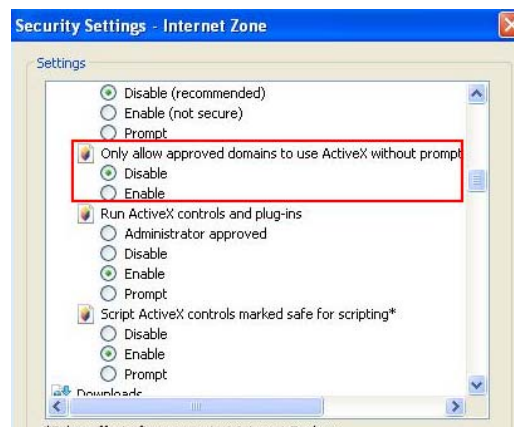 Security Settings - Internet Zone
Settings
Disable (recommended)
Enable (not secure)
Prompt
Only allow approved domains to use ActiveX without prompt
Disable
Enable
Run ActiveX controls and plug-ins
Administrator approved
Disable
Enable
Prompt
Script ActiveX controls marked safe for scripting*
Disable
Enable
Prompt
Downloads